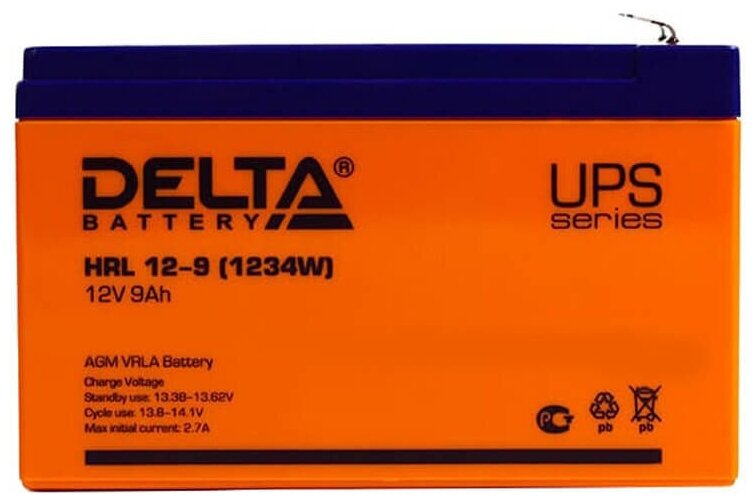 DELTA®
BATTERY
UPS
series
HRL 12-9 (1234W)
12V 9Ah
AGM VRLA Battery
Charge Voltage
Standby use: 13.38-13.62V
Cycle use: 13.8-14.1V
Max initial current: 2.7A
РСТ
pb
pb